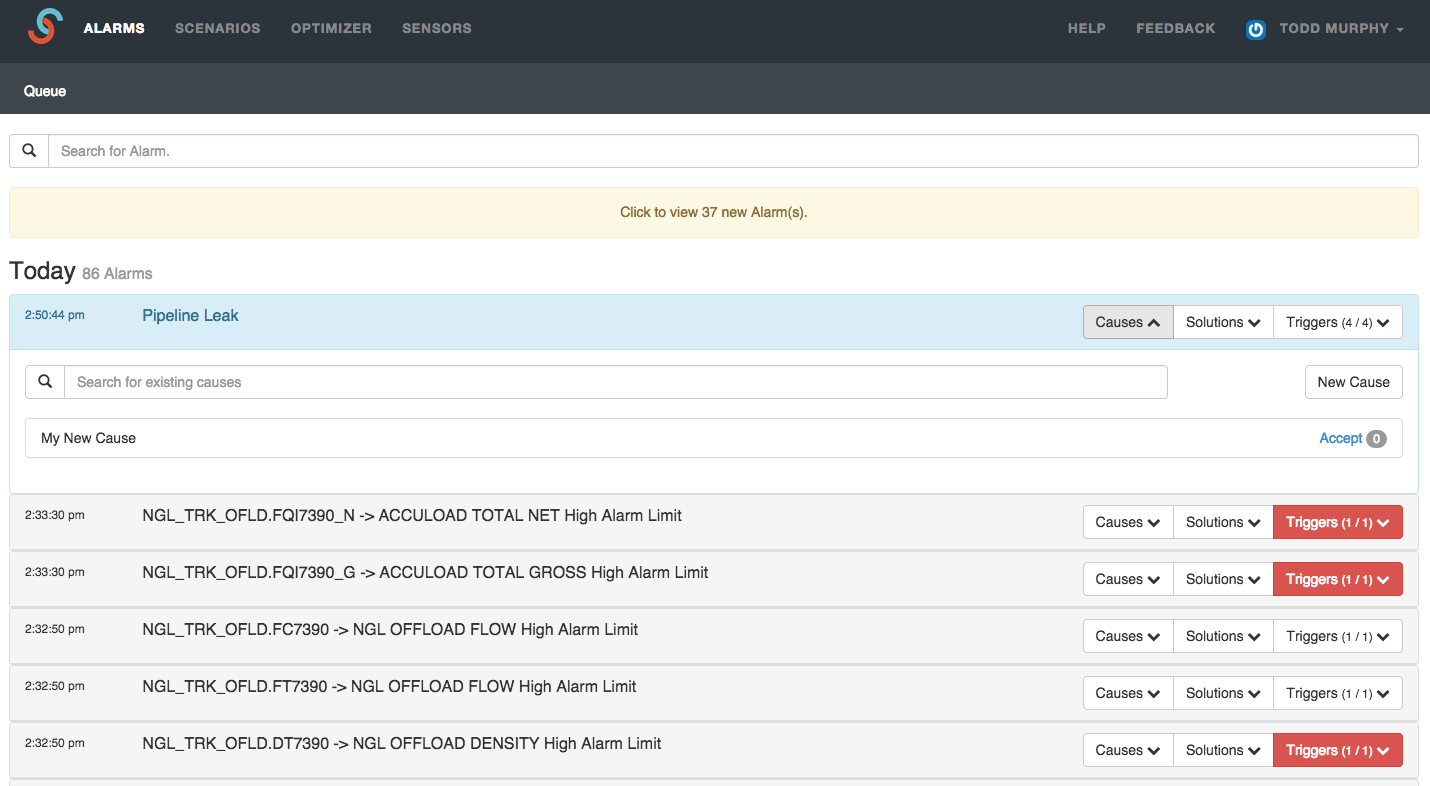 ALARMS SCENARIOS OPTIMIZER SENSORS HELP FEEDBACK TODD MURPHY
Queue
Search for Alarm.
Click to view 37 new Alarm(s).
Today 86 Alarms
2:50:44 pm Pipeline Leak Causes Solutions Triggers (4 / 4)
Search for existing causes New Cause
My New Cause Accept 0
2:33:30 pm NGL_TRK_OFLD.FQI7390_N -> ACCULOAD TOTAL NET High Alarm Limit Causes Solutions Triggers (1 / 1)
2:33:30 pm NGL_TRK_OFLD.FQI7390_G -> ACCULOAD TOTAL GROSS High Alarm Limit Causes Solutions Triggers (1 / 1)
2:32:50 pm NGL_TRK_OFLD.FC7390 -> NGL OFFLOAD FLOW High Alarm Limit Causes Solutions Triggers (1 / 1)
2:32:50 pm NGL_TRK_OFLD.FT7390 -> NGL OFFLOAD FLOW High Alarm Limit Causes Solutions Triggers (1 / 1)
2:32:50 pm NGL_TRK_OFLD.DT7390 -> NGL OFFLOAD DENSITY High Alarm Limit Causes Solutions Triggers (1 / 1)